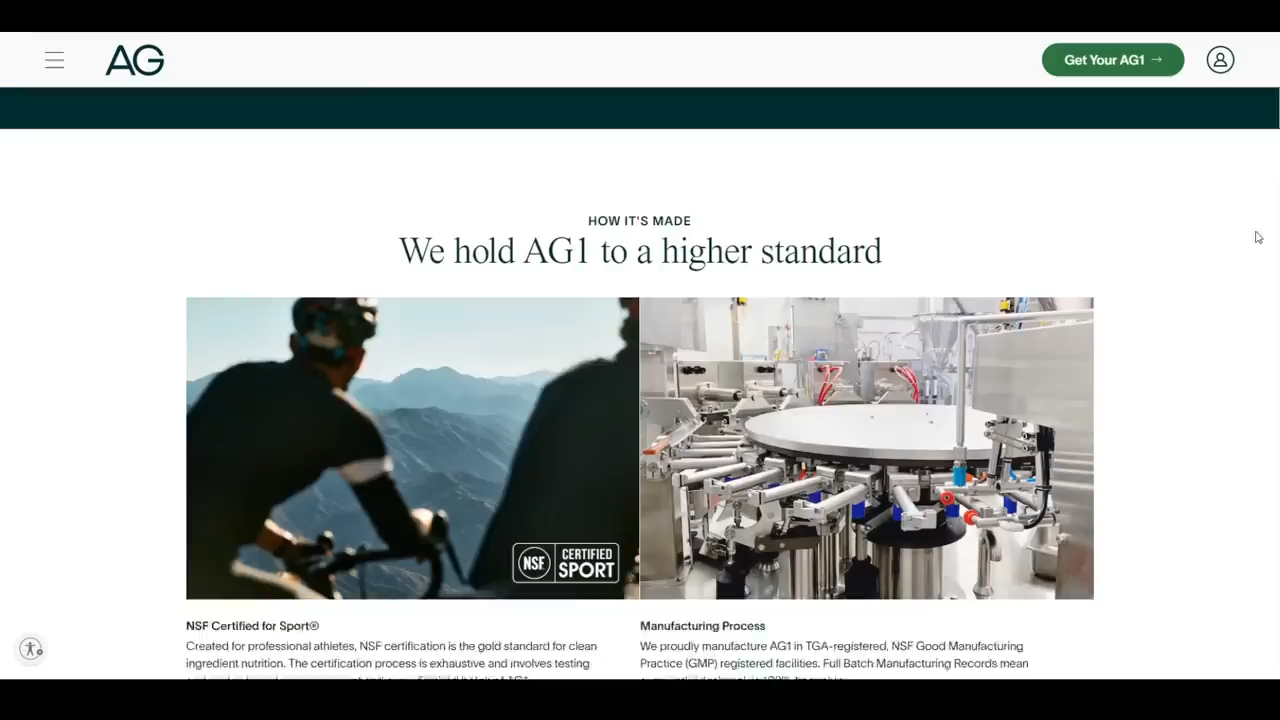 AG
Get Your AG1 →
HOW IT'S MADE
We hold AG1 to a higher standard
NSF
CERTIFIED
SPORT
NSF Certified for Sport®
Created for professional athletes, NSF certification is the gold standard for clean
ingredient nutrition. The certification process is exhaustive and involves testing
Manufacturing Process
We proudly manufacture AG1 in TGA-registered, NSF Good Manufacturing
Practice (GMP) registered facilities. Full Batch Manufacturing Records mean